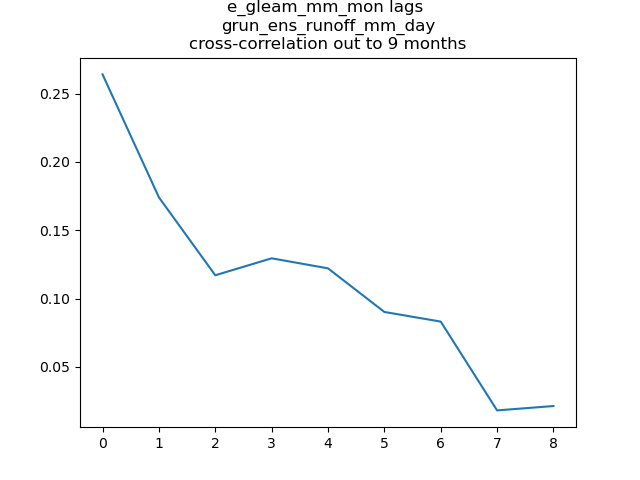 e_gleam_mm_mon lags
grun_ens_runoff_mm_day
cross-correlation out to 9 months
0.25
0.20
0.15
0.10
0.05
0 1 2 3 4 5 6 7 8